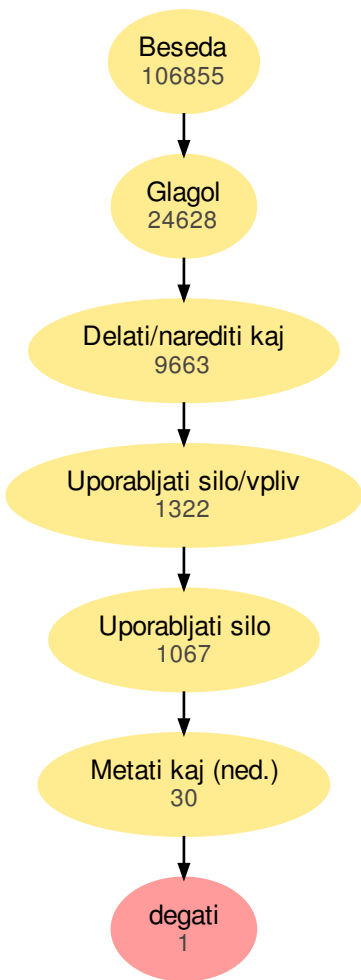 Beseda
106855
Glagol
24628
Delati/narediti kaj
9663
Uporabljati silo/vpliv
1322
Uporabljati silo
1067
Metati kaj (ned.)
30
degati
1